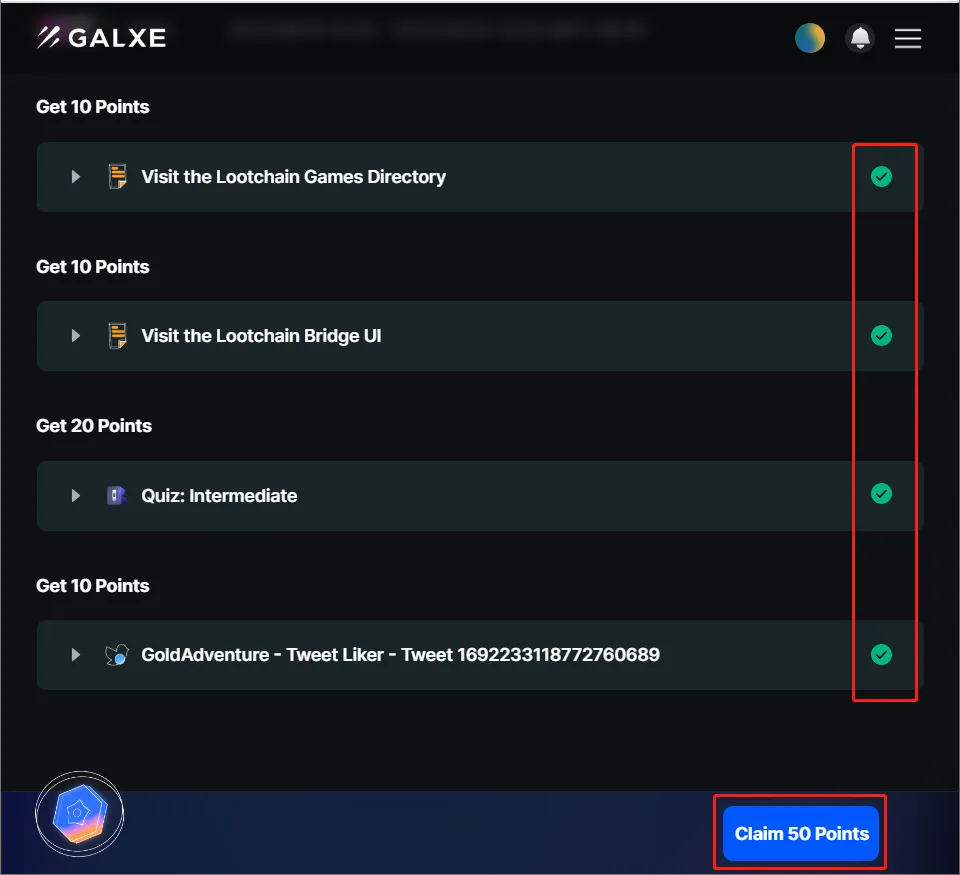 GALXE
Get 10 Points
Visit the Lootchain Games Directory
Get 10 Points
Visit the Lootchain Bridge UI
Get 20 Points
Quiz: Intermediate
Get 10 Points
GoldAdventure - Tweet Liker - Tweet 1692233118772760689
Claim 50 Points